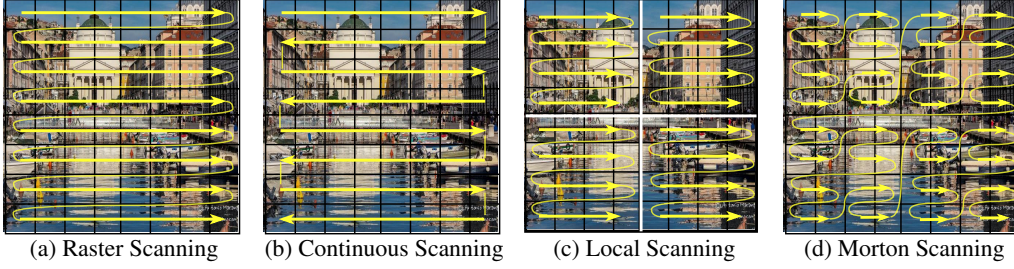 (a) Raster Scanning
(b) Continuous Scanning
(c) Local Scanning
(d) Morton Scanning